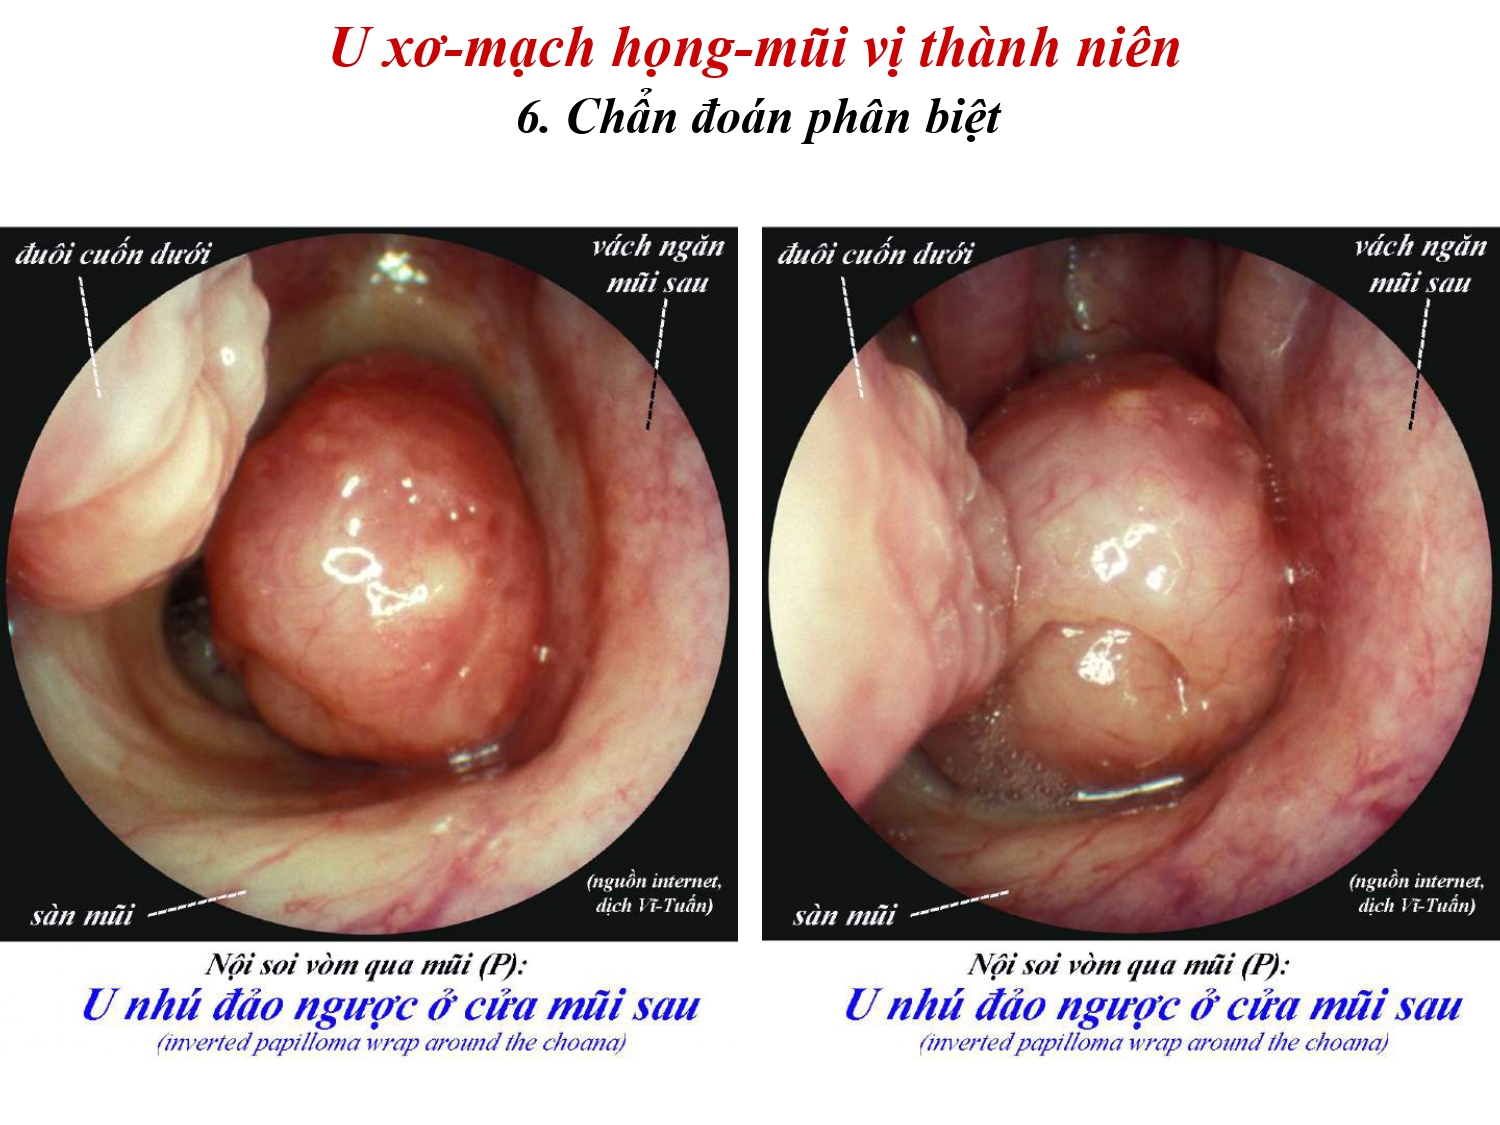 U xơ-mạch họng-mũi vị thành niên
6. Chẩn đoán phân biệt
đuôi cuốn dưới
vách ngăn
mũi sau
sàn mũi
(nguồn internet,
dịch Vĩ-Tuấn)
Nội soi vòm qua mũi (P):
U nhú đảo ngược ở cửa mũi sau
(inverted papilloma wrap around the choana)
đuôi cuốn dưới
vách ngăn
mũi sau
sàn mũi
(nguồn internet,
dịch Vĩ-Tuấn)
Nội soi vòm qua mũi (P):
U nhú đảo ngược ở cửa mũi sau
(inverted papilloma wrap around the choana)